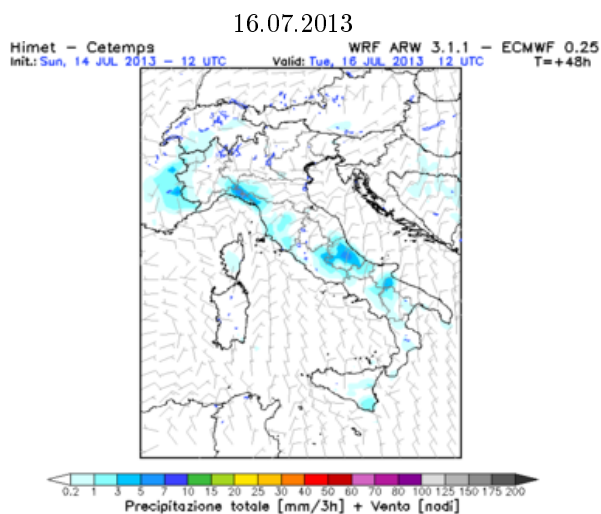 16.07.2013
Himet – Cetemps WRF ARW 3.1.1 – ECMWF 0.25
Init.: Sun, 14 JUL 2013 – 12 UTC Valid: Tue, 16 JUL 2013 12 UTC T=+48h
0.2 1 3 5 7 10 15 20 25 30 40 50 60 70 80 100 125 150 175 200
Precipitazione totale [mm/3h] + Vento [nodi]